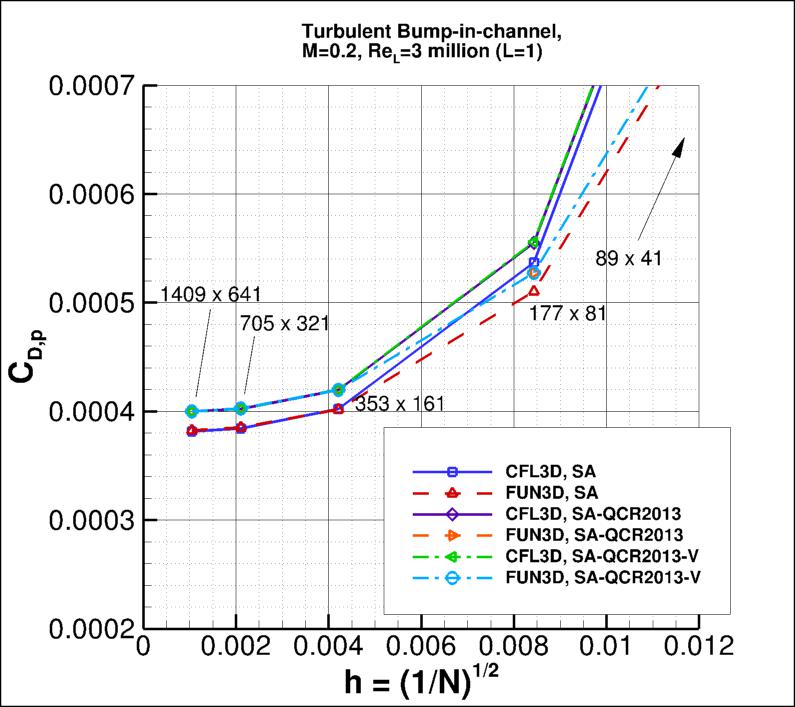 Turbulent Bump-in-channel,
M=0.2, Re_L=3 million (L=1)
0.0007
0.0006
0.0005
0.0004
0.0003
0.0002
C_D,p
1409 x 641
705 x 321
353 x 161
177 x 81
89 x 41
CFL3D, SA
FUN3D, SA
CFL3D, SA-QCR2013
FUN3D, SA-QCR2013
CFL3D, SA-QCR2013-V
FUN3D, SA-QCR2013-V
0 0.002 0.004 0.006 0.008 0.01 0.012
h = (1/N)^1/2